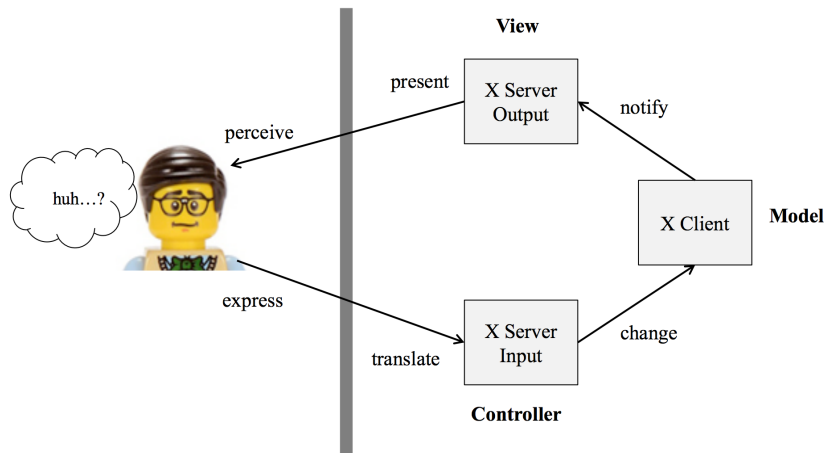 View
present
X Server
Output
notify
perceive
huh…?
X Client
Model
express
X Server
Input
change
translate
Controller